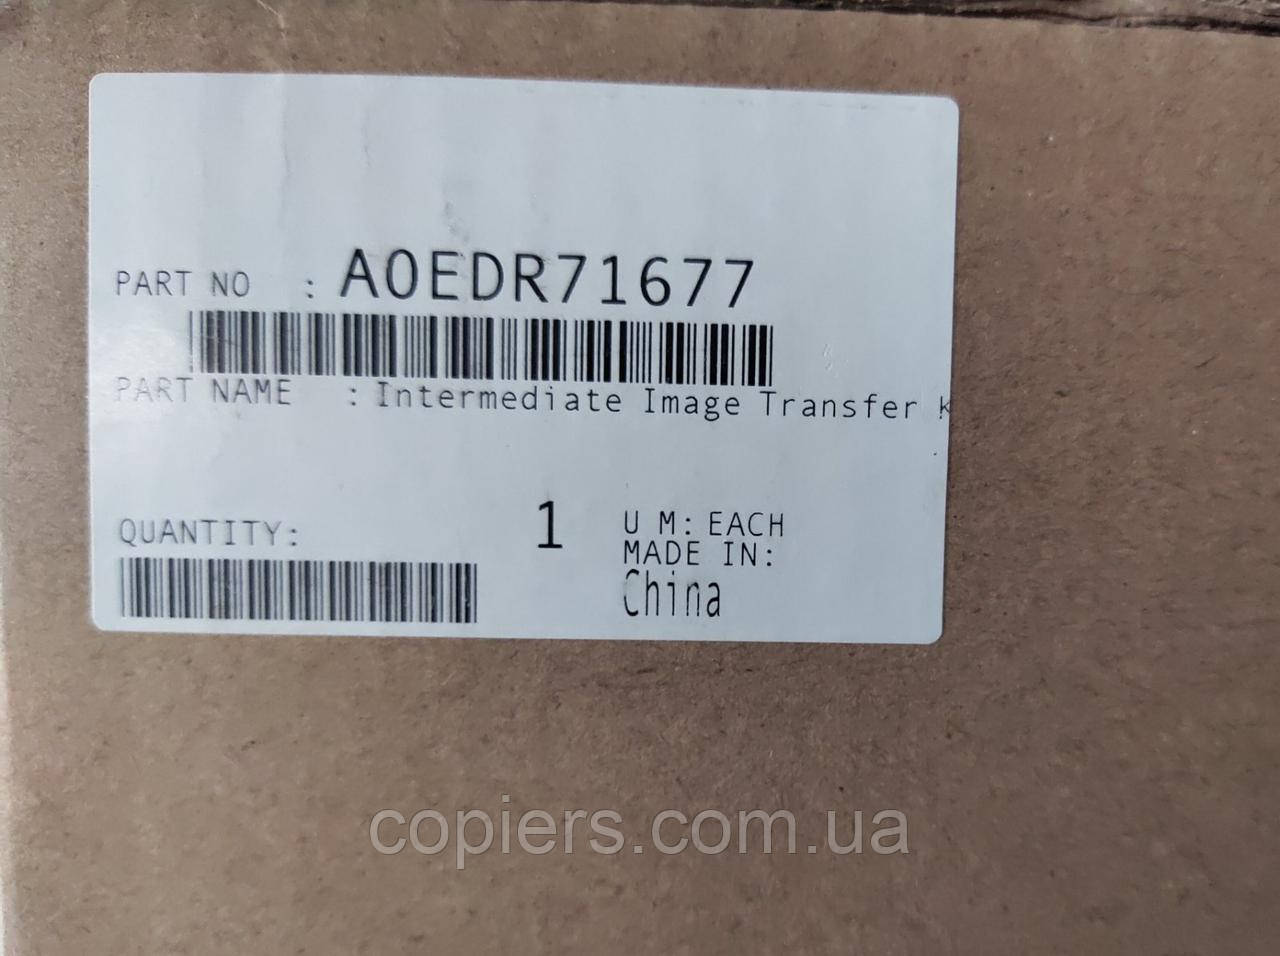 PART NO : A0EDR71677
PART NAME : Intermediate Image Transfer K
QUANTITY: 1 U M: EACH
MADE IN:
China
copiers.com.ua